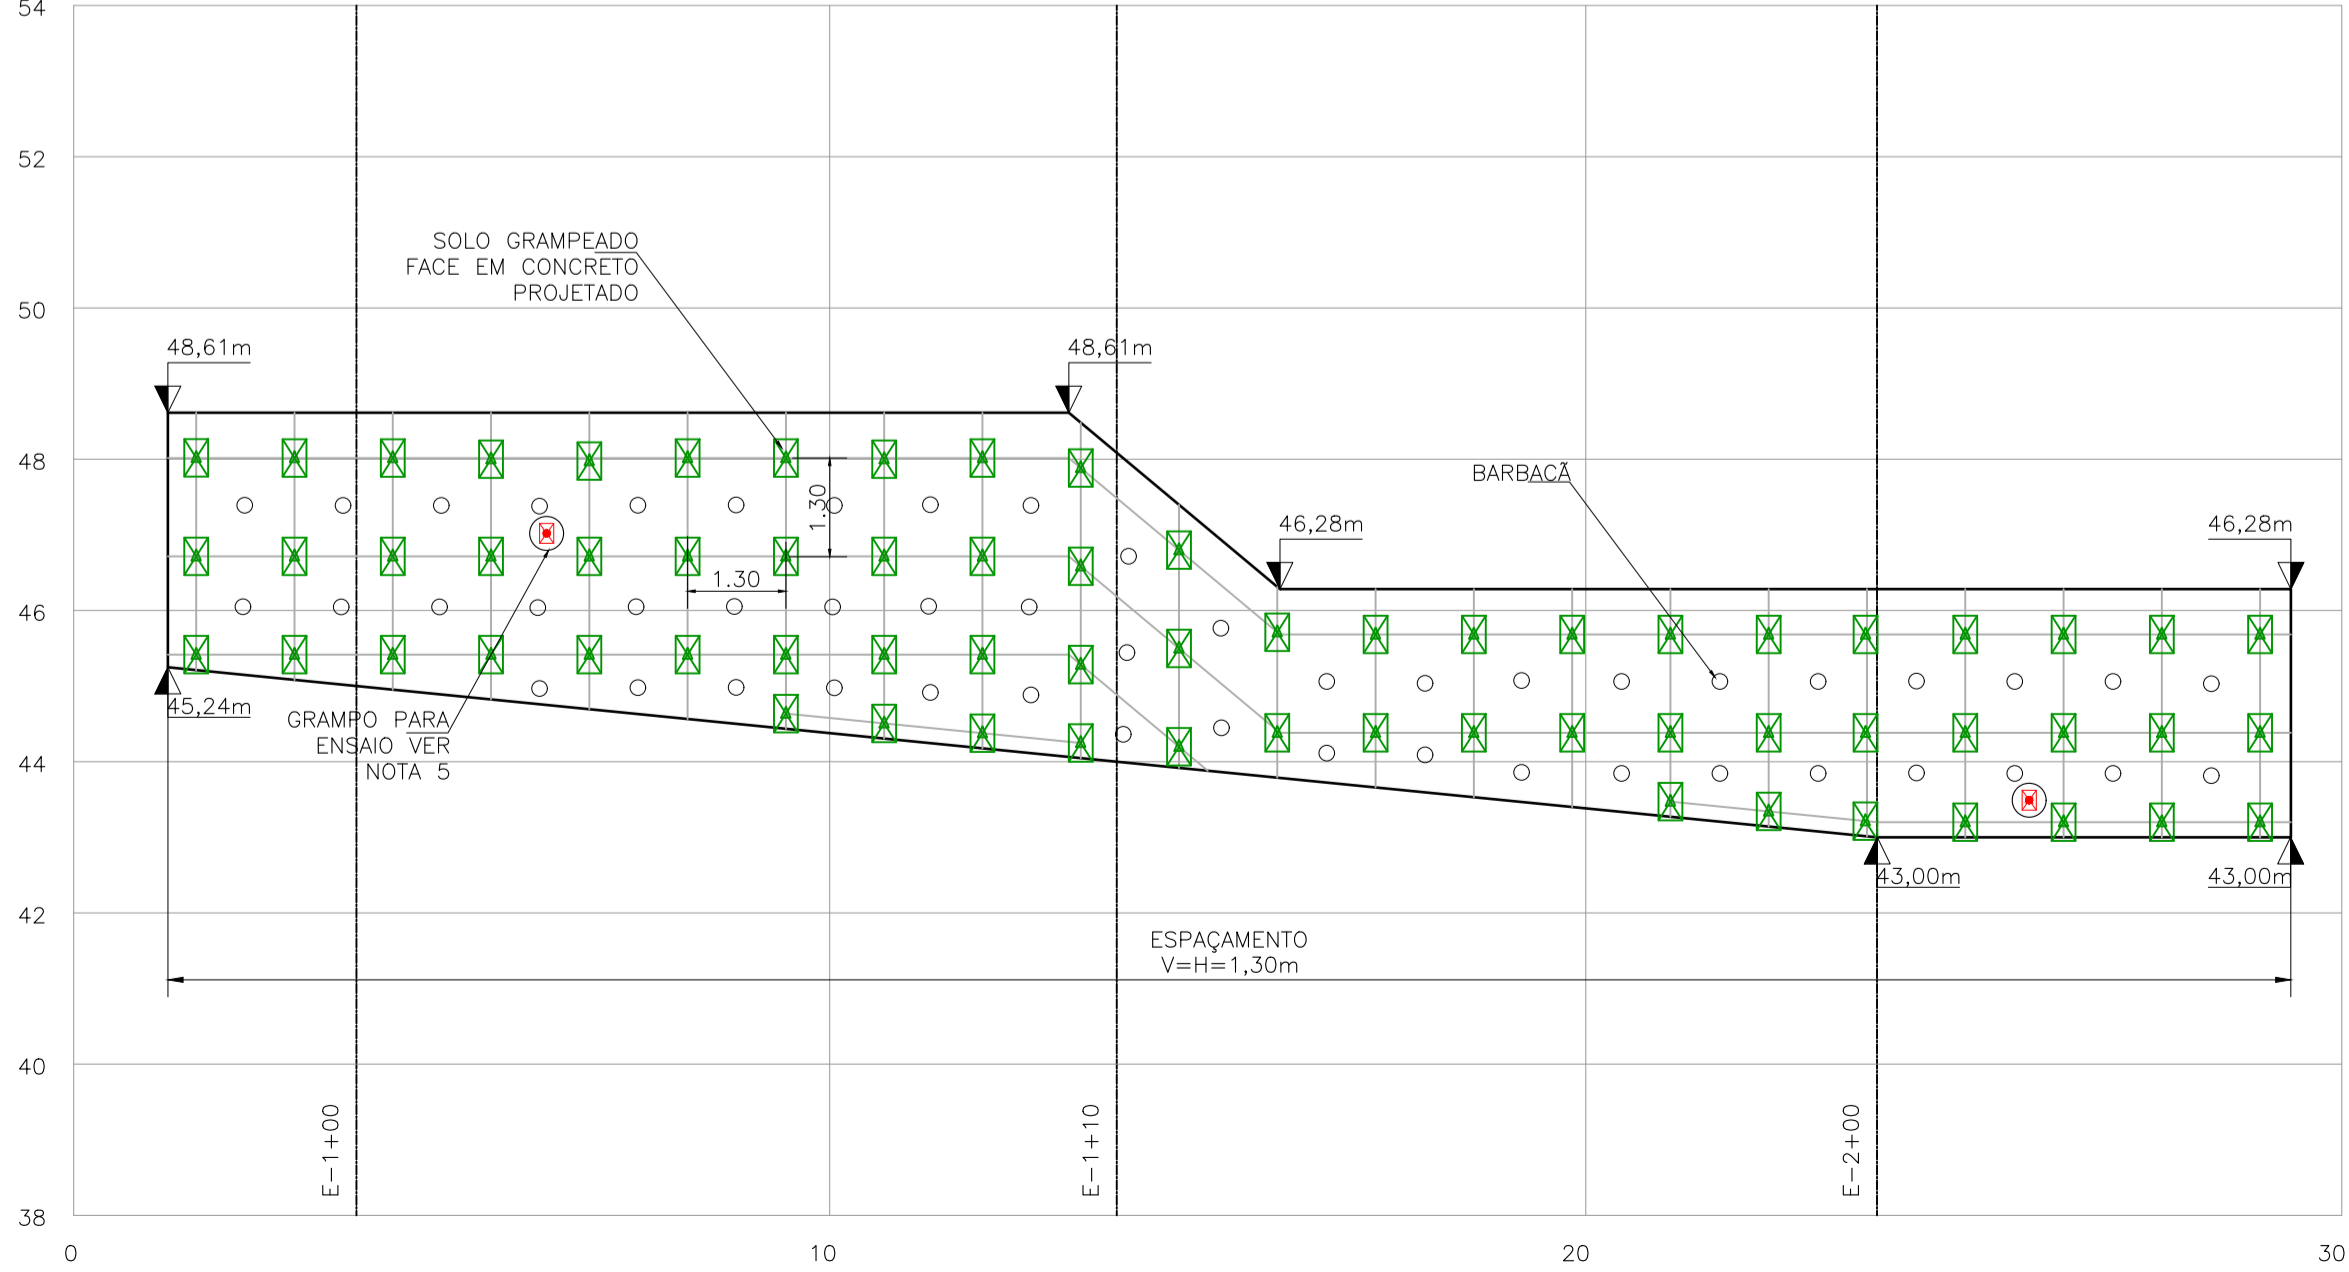 54
52
50
48
46
44
42
40
38
0
10
20
30
SOLO GRAMPEADO
FACE EM CONCRETO
PROJETADO
48,61m
48,61m
BARBACÃ
46,28m
46,28m
1.30
1.30
45,24m
GRAMPO PARA
ENSAIO VER
NOTA 5
43,00m
43,00m
ESPAÇAMENTO
V=H=1,30m
E-1+00
E-1+10
E-2+00